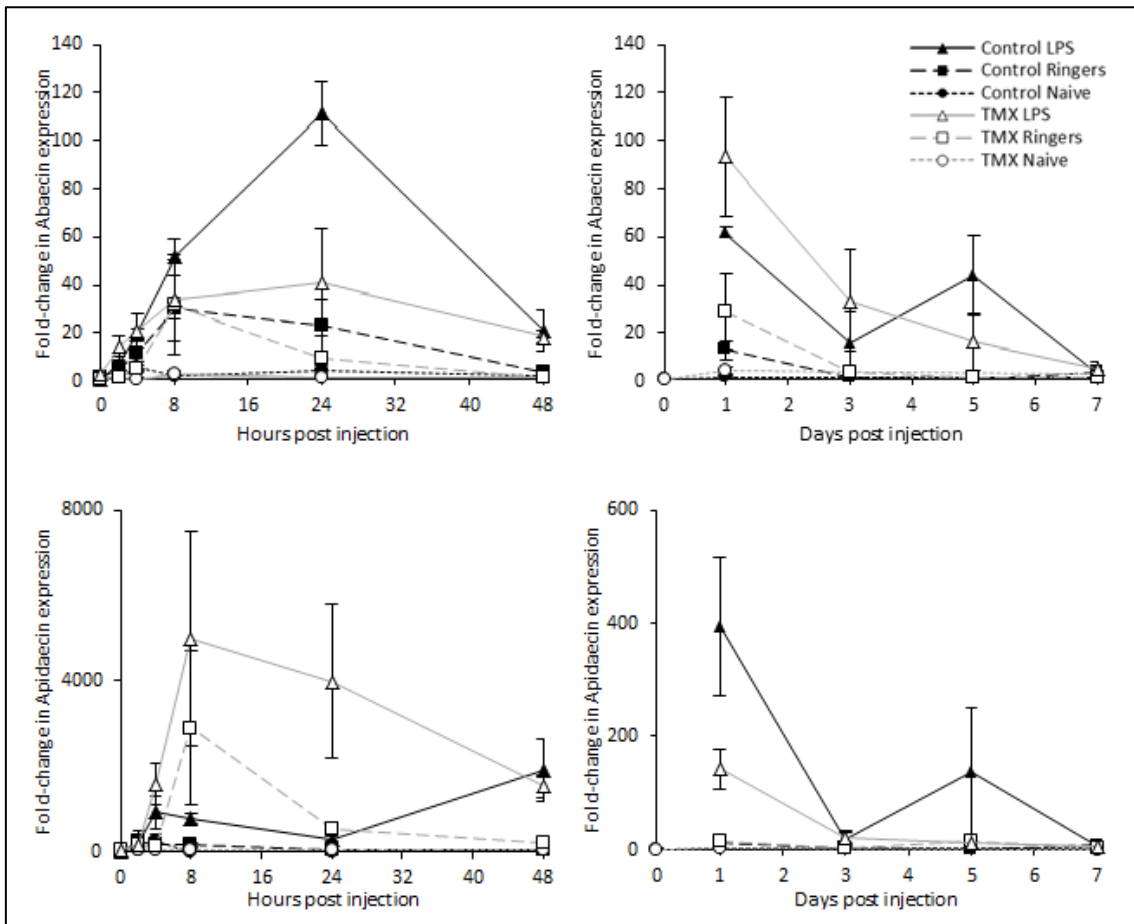 Fold-change in Abaecin expression
140
120
100
80
60
40
20
0
0 8 16 24 32 40 48
Hours post injection
Fold-change in Abaecin expression
140
120
100
80
60
40
20
0
0 1 2 3 4 5 6 7
Days post injection
Control LPS
Control Ringers
Control Naive
TMX LPS
TMX Ringers
TMX Naive
Fold-change in Apidaecin expression
8000
4000
0
0 8 16 24 32 40 48
Hours post injection
Fold-change in Apidaecin expression
600
400
200
0
0 1 2 3 4 5 6 7
Days post injection